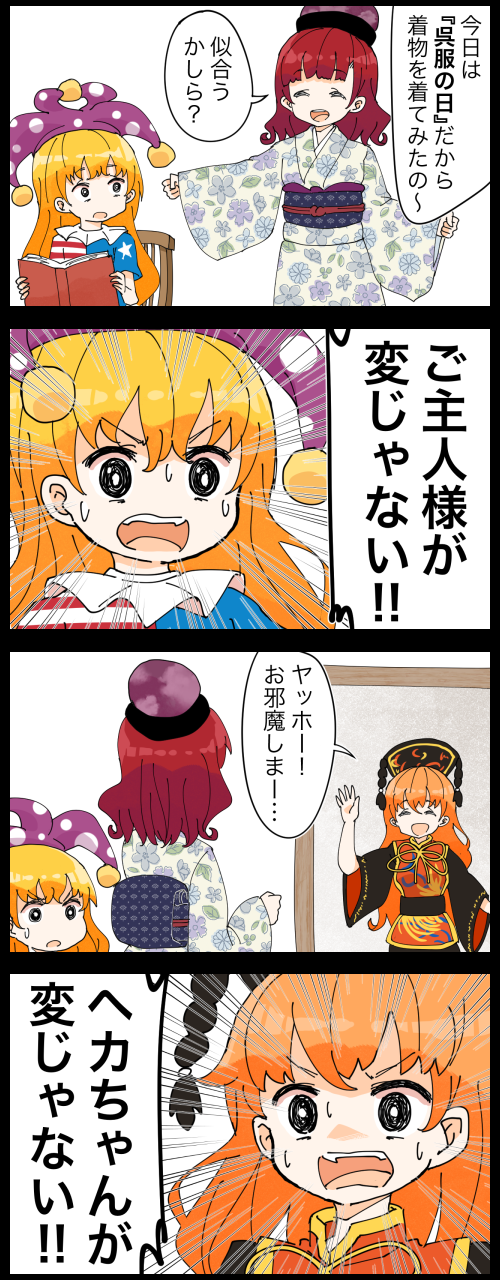 今日は
『呉服の日』だから
着物を着てみたの～
似合う
かしら？
ご主人様が
変じゃない!!
ヤッホー！
お邪魔しまー…
ヘカちゃんが
変じゃない!!